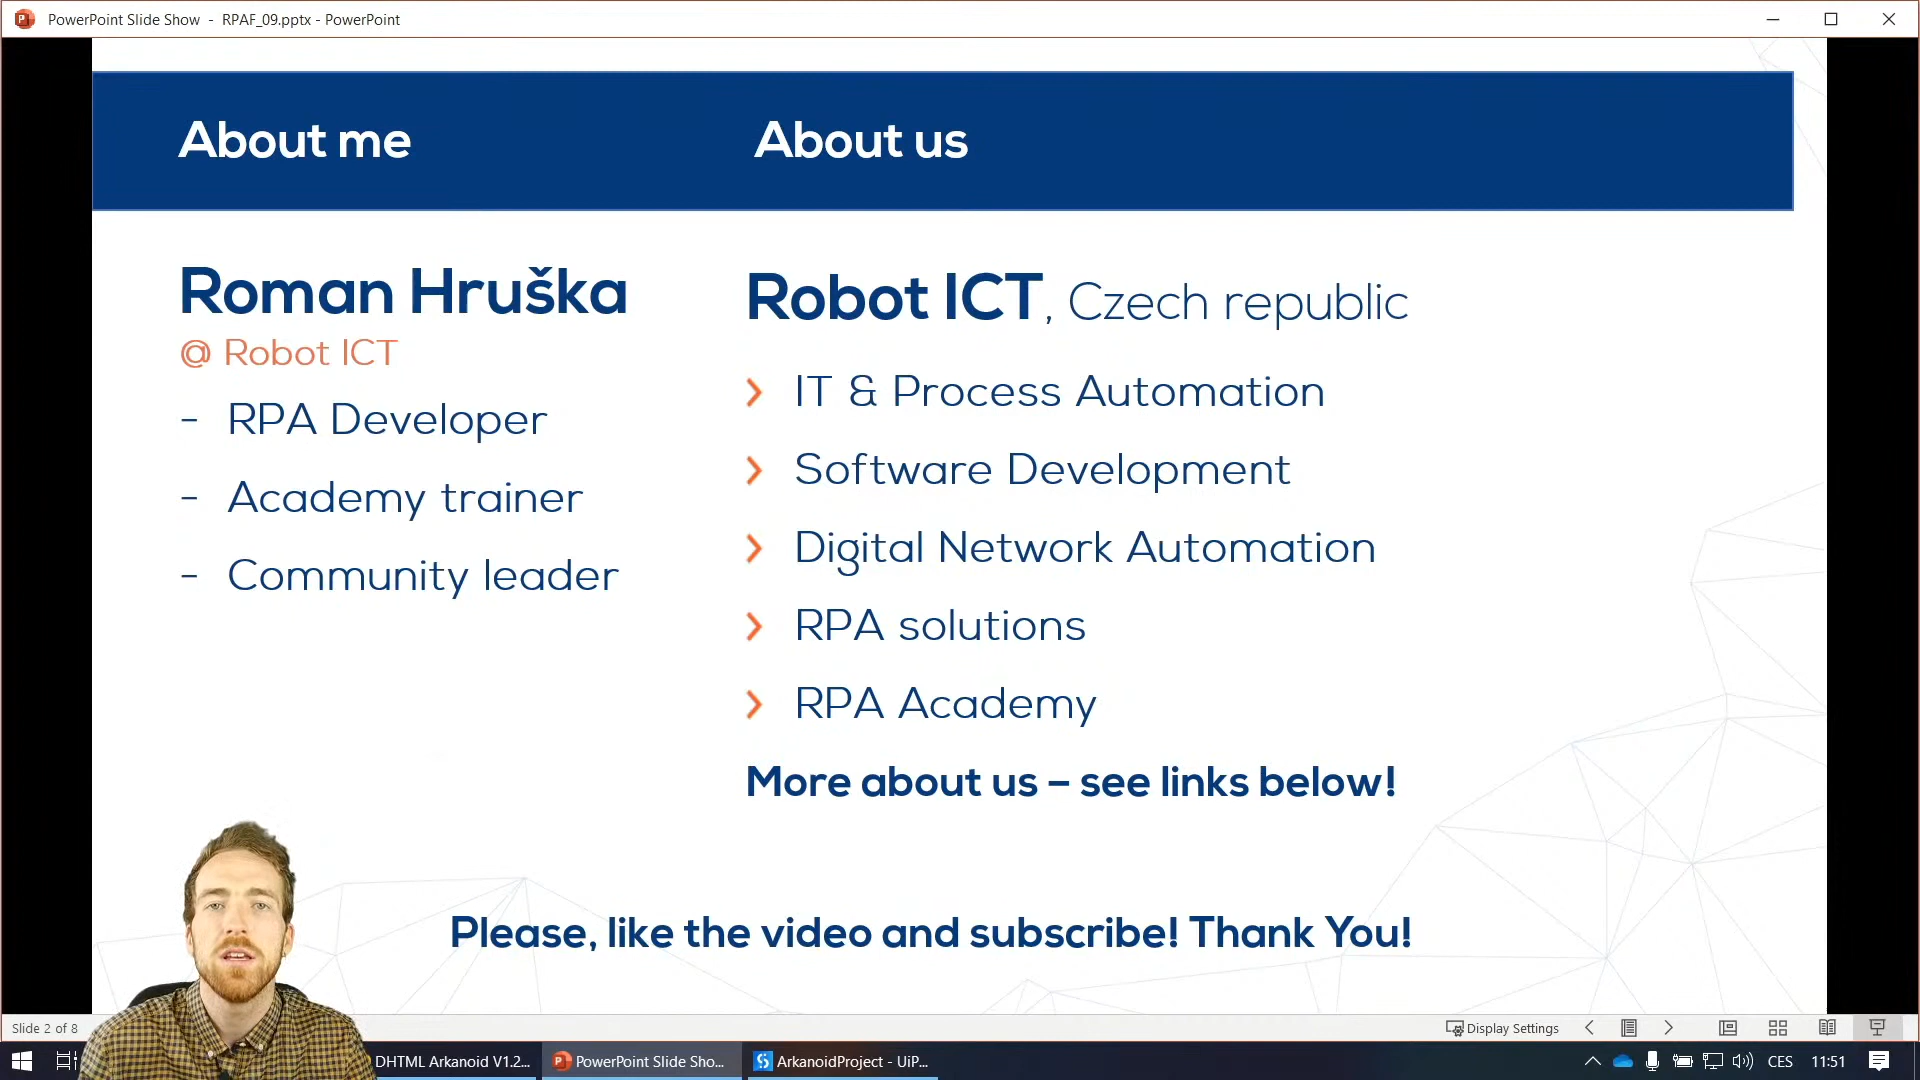 PowerPoint Slide Show - RPAF_09.pptx - PowerPoint
About me
About us
Roman Hruška
@ Robot ICT
- RPA Developer
- Academy trainer
- Community leader
Robot ICT, Czech republic
IT & Process Automation
Software Development
Digital Network Automation
RPA solutions
RPA Academy
More about us – see links below!
Please, like the video and subscribe! Thank You!
Slide 2 of 8
Display Settings
DHTML Arkanoid V1.2...
PowerPoint Slide Sho...
ArkanoidProject - UiP...
CES
11:51